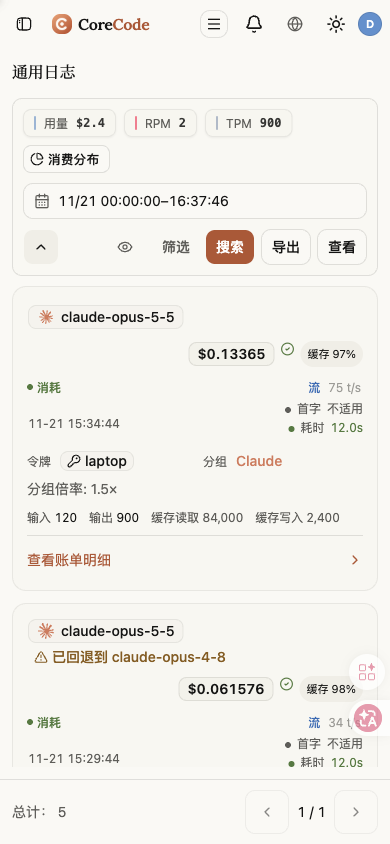 CoreCode
D
通用日志
用量 $2.4 RPM 2 TPM 900
消费分布
11/21 00:00:00–16:37:46
筛选 搜索 导出 查看
claude-opus-5-5
$0.13365 缓存 97%
消耗 流 75 t/s
首字 不适用
11-21 15:34:44 耗时 12.0s
令牌 laptop 分组 Claude
分组倍率: 1.5×
输入 120 输出 900 缓存读取 84,000 缓存写入 2,400
查看账单明细
claude-opus-5-5
已回退到 claude-opus-4-8
$0.061576 缓存 98%
消耗 流 34 t/s
首字 不适用
11-21 15:29:44 耗时 12.0s
总计: 5 1 / 1